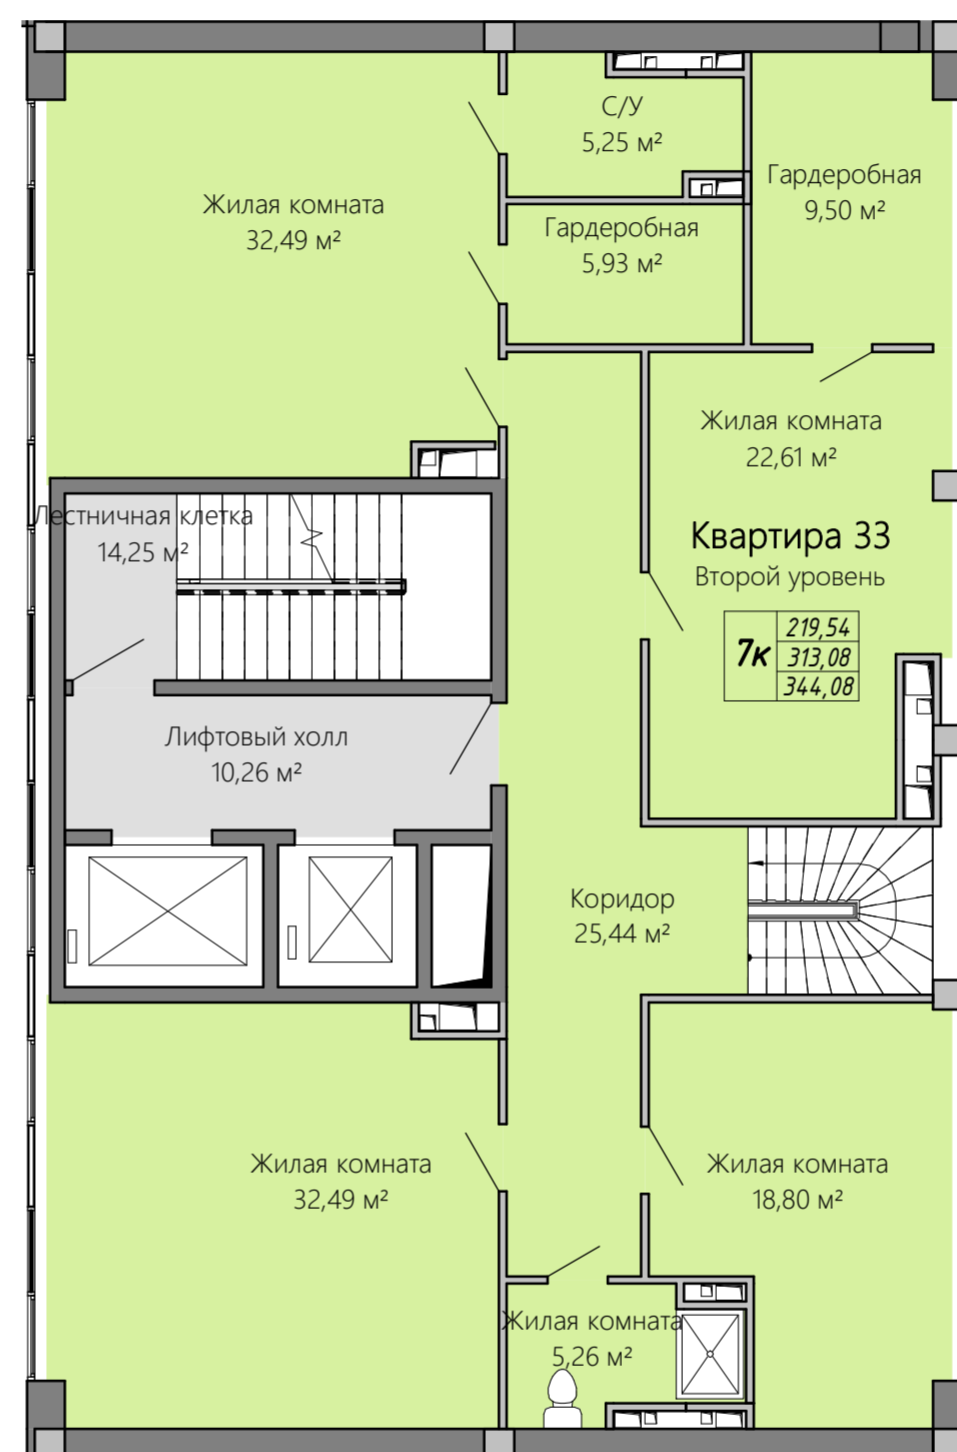 С/У
5,25 м²
Гардеробная
9,50 м²
Жилая комната
32,49 м²
Гардеробная
5,93 м²
Жилая комната
22,61 м²
Лестничная клетка
14,25 м²
Квартира 33
Второй уровень
7к
219,54
313,08
344,08
Лифтовый холл
10,26 м²
Коридор
25,44 м²
Жилая комната
32,49 м²
Жилая комната
18,80 м²
Жилая комната
5,26 м²